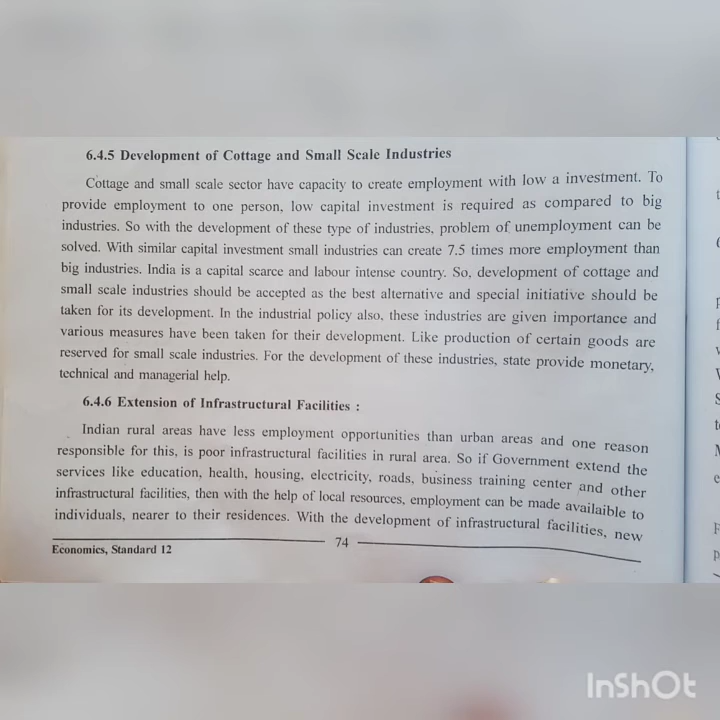 6.4.5 Development of Cottage and Small Scale Industries
Cottage and small scale sector have capacity to create employment with low a investment. To
provide employment to one person, low capital investment is required as compared to big
industries. So with the development of these type of industries, problem of unemployment can be
solved. With similar capital investment small industries can create 7.5 times more employment than
big industries. India is a capital scarce and labour intense country. So, development of cottage and
small scale industries should be accepted as the best alternative and special initiative should be
taken for its development. In the industrial policy also, these industries are given importance and
various measures have been taken for their development. Like production of certain goods are
reserved for small scale industries. For the development of these industries, state provide monetary,
technical and managerial help.
6.4.6 Extension of Infrastructural Facilities :
Indian rural areas have less employment opportunities than urban areas and one reason
responsible for this, is poor infrastructural facilities in rural area. So if Government extend the
services like education, health, housing, electricity, roads, business training center and other
infrastructural facilities, then with the help of local resources, employment can be made available to
individuals, nearer to their residences. With the development of infrastructural facilities, new
74
Economics, Standard 12
InShOt